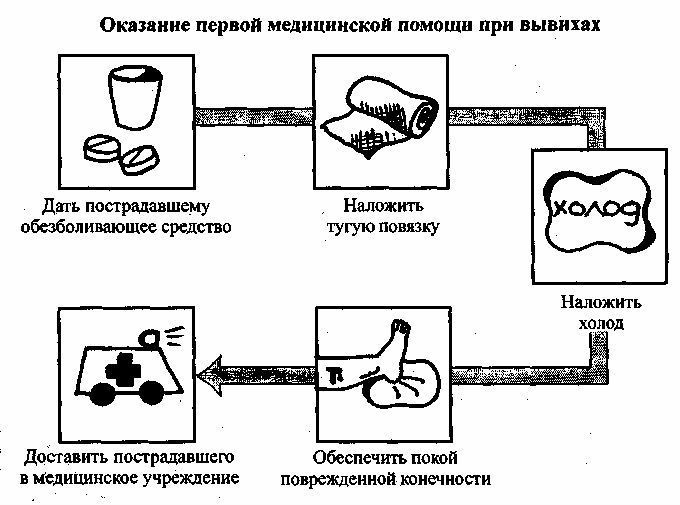 Оказание первой медицинской помощи при вывихах
Дать пострадавшему
обезболивающее средство
Наложить
тугую повязку
холод
Наложить
холод
Обеспечить покой
поврежденной конечности
Доставить пострадавшего
в медицинское учреждение